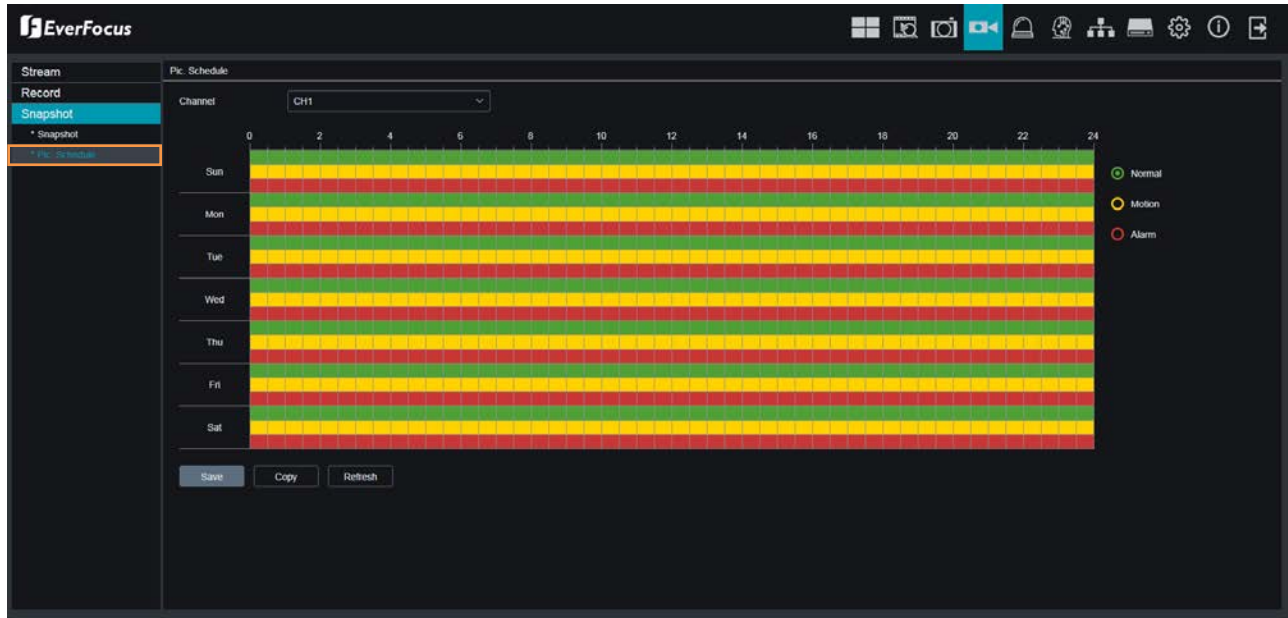 EverFocus
Stream
Record
Snapshot
* Snapshot
* Pic. Schedule
Pic. Schedule
Channel CH1
0 2 4 6 8 10 12 14 16 18 20 22 24
Sun
Mon
Tue
Wed
Thu
Fri
Sat
Normal
Motion
Alarm
Save Copy Refresh